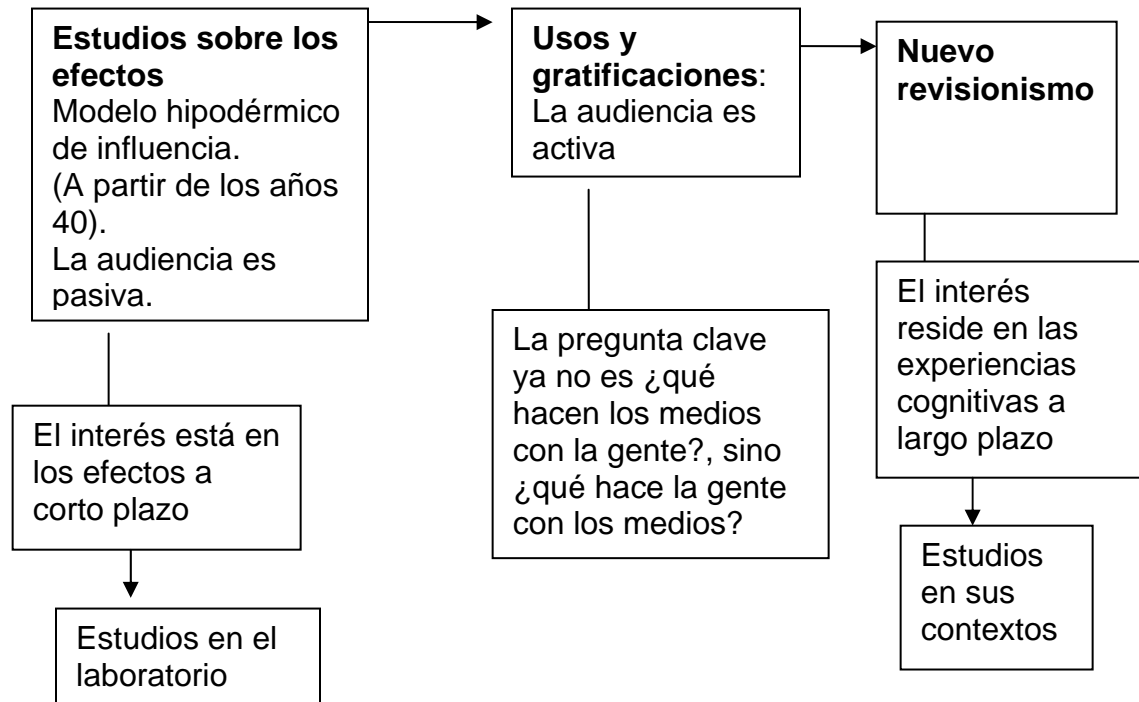 Estudios sobre los
efectos
Modelo hipodérmico
de influencia.
(A partir de los años
40).
La audiencia es
pasiva.
El interés está en
los efectos a
corto plazo
Estudios en el
laboratorio
Usos y
gratificaciones:
La audiencia es
activa
La pregunta clave
ya no es ¿qué
hacen los medios
con la gente?, sino
¿qué hace la gente
con los medios?
Nuevo
revisionismo
El interés
reside en las
experiencias
cognitivas a
largo plazo
Estudios
en sus
contextos